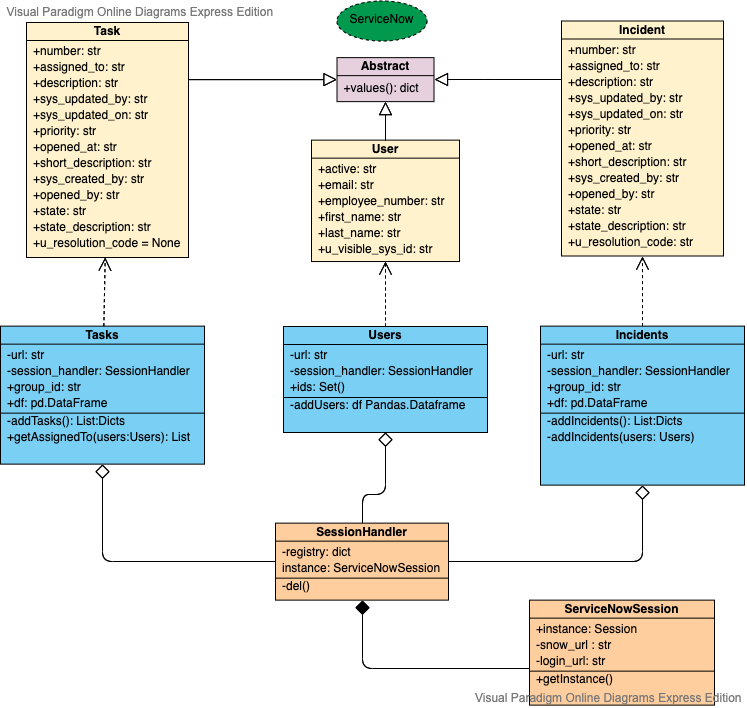 Visual Paradigm Online Diagrams Express Edition
ServiceNow
Task
+number: str
+assigned_to: str
+description: str
+sys_updated_by: str
+sys_updated_on: str
+priority: str
+opened_at: str
+short_description: str
+sys_created_by: str
+opened_by: str
+state: str
+state_description: str
+u_resolution_code = None
Abstract
+values(): dict
Incident
+number: str
+assigned_to: str
+description: str
+sys_updated_by: str
+sys_updated_on: str
+priority: str
+opened_at: str
+short_description: str
+sys_created_by: str
+opened_by: str
+state: str
+state_description: str
+u_resolution_code: str
User
+active: str
+email: str
+employee_number: str
+first_name: str
+last_name: str
+u_visible_sys_id: str
Tasks
-url: str
-session_handler: SessionHandler
+group_id: str
+df: pd.DataFrame
-addTasks(): List:Dicts
+getAssignedTo(users:Users): List
Users
-url: str
-session_handler: SessionHandler
+ids: Set()
-addUsers: df Pandas.Dataframe
Incidents
-url: str
-session_handler: SessionHandler
+group_id: str
+df: pd.DataFrame
-addIncidents(): List:Dicts
-addIncidents(users: Users)
SessionHandler
-registry: dict
instance: ServiceNowSession
-del()
ServiceNowSession
+instance: Session
-snow_url : str
-login_url: str
+getInstance()
Visual Paradigm Online Diagrams Express Edition